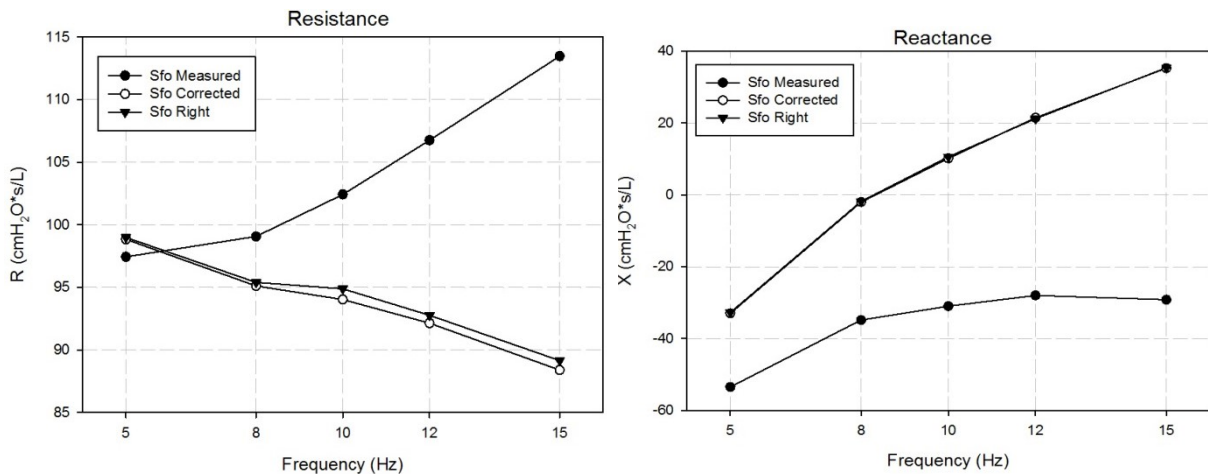 Resistance
115
110
105
100
95
90
85
R (cmH₂O*s/L)
Sfo Measured
Sfo Corrected
Sfo Right
5 8 10 12 15
Frequency (Hz)
Reactance
40
20
0
-20
-40
-60
X (cmH₂O*s/L)
Sfo Measured
Sfo Corrected
Sfo Right
5 8 10 12 15
Frequency (Hz)